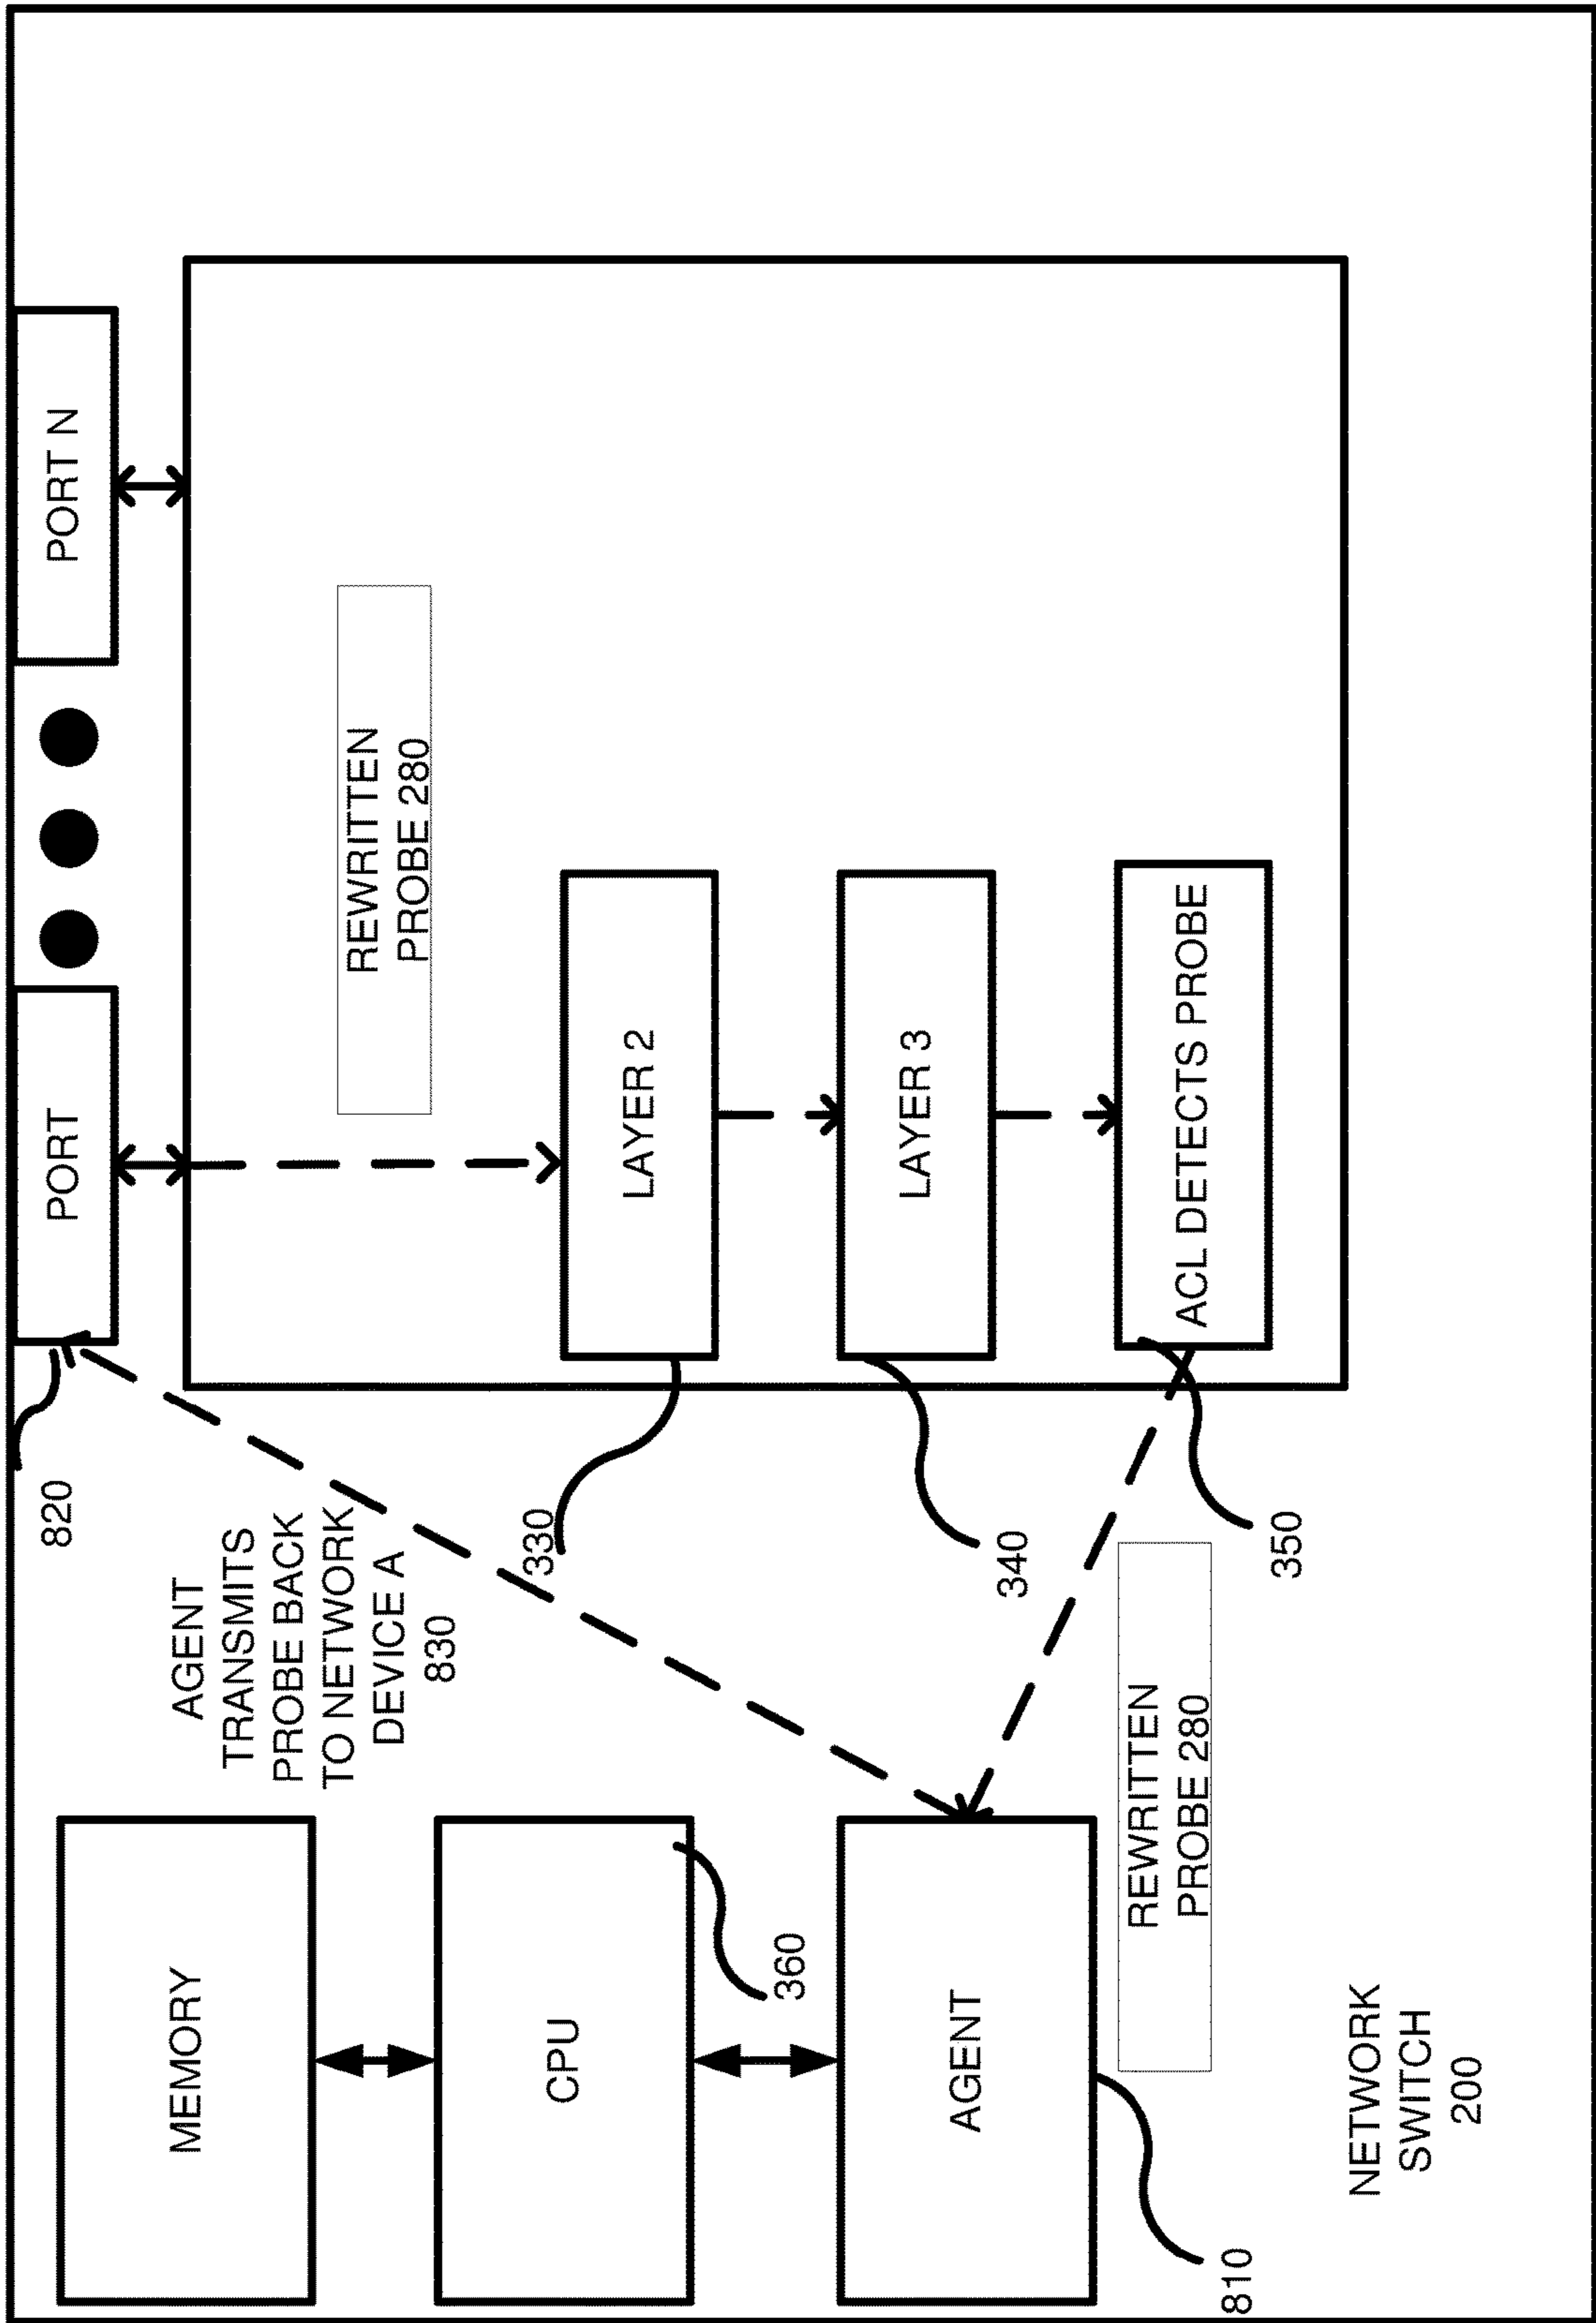 MEMORY
CPU
360
AGENT
810
REWRITTEN
PROBE 280
NETWORK
SWITCH
200
AGENT
TRANSMITS
PROBE BACK
TO NETWORK
DEVICE A
830
820
330
340
350
PORT
PORT N
REWRITTEN
PROBE 280
LAYER 2
LAYER 3
ACL DETECTS PROBE